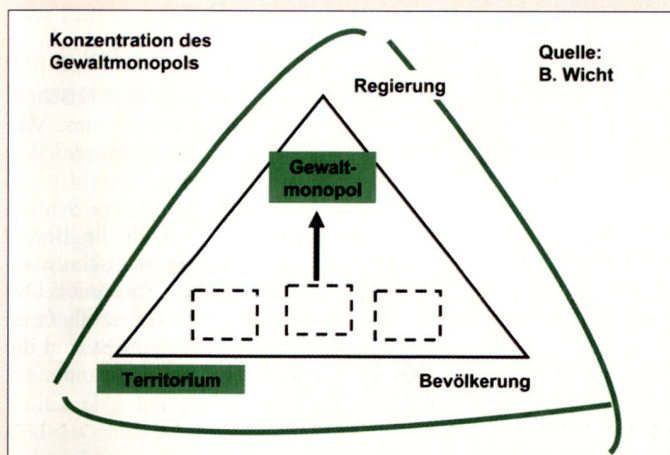 Konzentration des
Gewaltmonopols
Quelle:
B. Wicht
Regierung
Gewalt-
monopol
Territorium
Bevölkerung